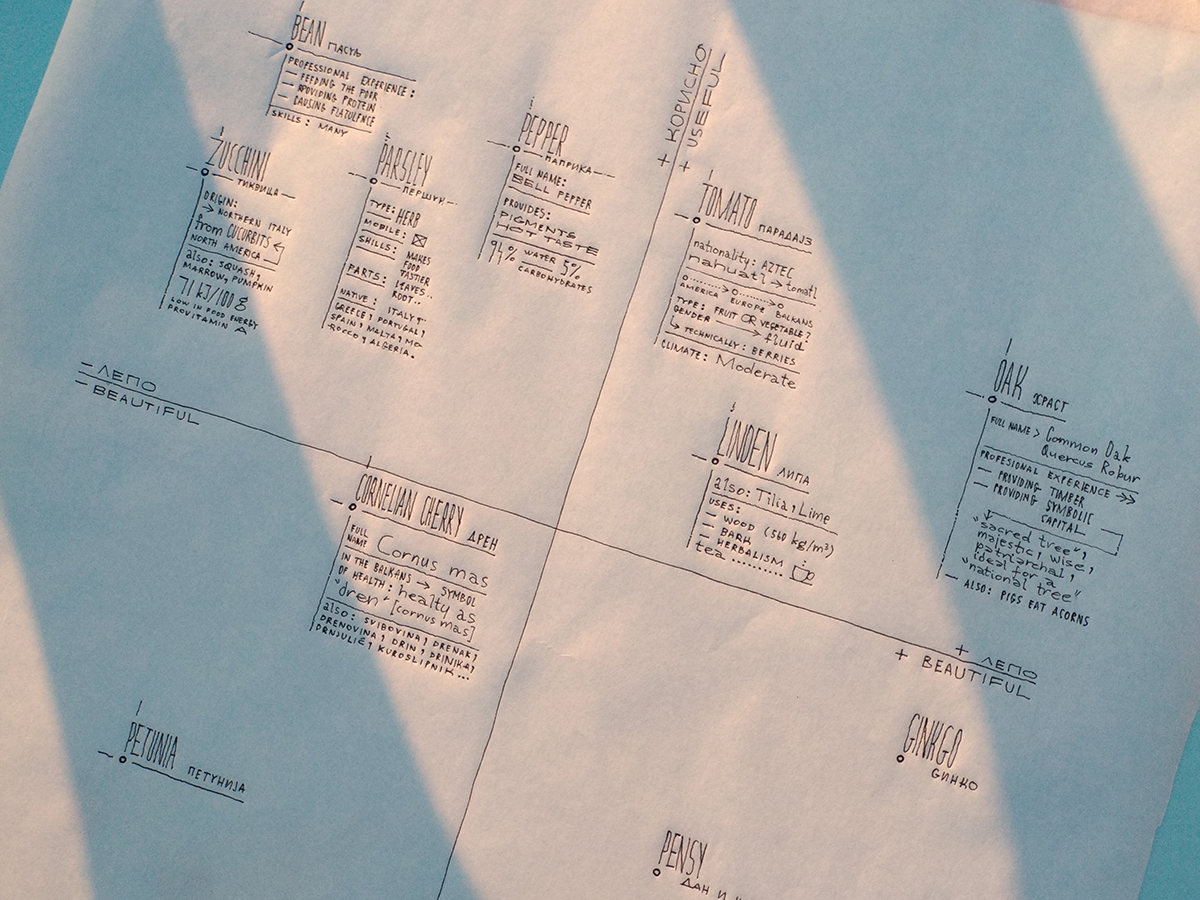 BEAN ПАСУЉ
PROFESSIONAL EXPERIENCE:
— FEEDING THE POOR
— PROVIDING PROTEIN
— CAUSING FLATULENCE
SKILLS: MANY
ZUCCHINI
ТИКВИЦА
ORIGIN:
→ NORTHERN ITALY
from CUCURBITS ←
NORTH AMERICA
also: SQUASH,
MARROW, PUMPKIN
71 kJ/100g
LOW IN FOOD ENERGY
PROVITAMIN A
PARSLEY
ПЕРШУН
TYPE: HERB
MOBILE: ☒
SKILLS: MAKES
FOOD
TASTIER
PARTS: LEAVES..
ROOT..
NATIVE: ITALY,
GREECE, PORTUGAL,
SPAIN, MALTA, MO-
ROCCO, ALGERIA.
PEPPER
ПАПРИКА
FULL NAME:
BELL PEPPER
PROVIDES:
PIGMENTS
HOT TASTE
94% WATER 5%
CARBOHYDRATES
+ КОРИСНО
+ USEFUL
TOMATO ПАРАДАЈЗ
nationality: AZTEC
nahuatl → tomatl
AMERICA EUROPE BALKANS
TYPE: FRUIT OR VEGETABLE?
GENDER → fluid
↳ TECHNICALLY: BERRIES
CLIMATE: Moderate
— ЛЕПО
— BEAUTIFUL
LINDEN ЛИПА
also: Tilia, Lime
USES:
— WOOD (560 kg/m³)
— BARK
— HERBALISM
tea ..........
OAK ХРАСТ
FULL NAME > Common Oak
Quercus Robur
PROFESIONAL EXPERIENCE →>
— PROVIDING TIMBER
— PROVIDING SYMBOLIC
CAPITAL
"sacred tree",
majestic, wise,
patriarchal,
"ideal for a
national tree"
— ALSO: PIGS EAT ACORNS
CORNELIAN CHERRY ДРЕН
FULL NAME Cornus mas
IN THE BALKANS → SYMBOL
OF HEALTH: healty as
"dren" [cornus mas]
also: SVIBOVINA, DRENAK,
DRENOVINA, DRIN, DRINIKA,
DRNJULIĆ, KUROSLIPNIK...
+ ЛЕПО
+ BEAUTIFUL
PETUNIA ПЕТУНИЈА
GINKGO
GИНКО
PENSY
ДАН И